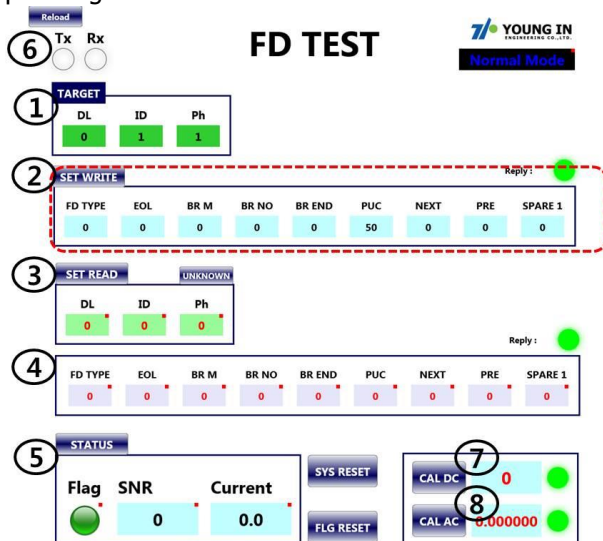 Reload
6 Tx Rx
FD TEST
YOUNG IN
ENGINEERING CO.,LTD.
Normal Mode
1 TARGET
DL ID Ph
0 1 1
2 SET WRITE
Reply :
FD TYPE EOL BR M BR NO BR END PUC NEXT PRE SPARE 1
0 0 0 0 0 50 0 0 0
3 SET READ UNKNOWN
DL ID Ph
0 0 0
Reply :
4 FD TYPE EOL BR M BR NO BR END PUC NEXT PRE SPARE 1
0 0 0 0 0 0 0 0 0
5 STATUS
Flag SNR Current
0 0.0
SYS RESET
FLG RESET
7 CAL DC 0
8 CAL AC 0.000000